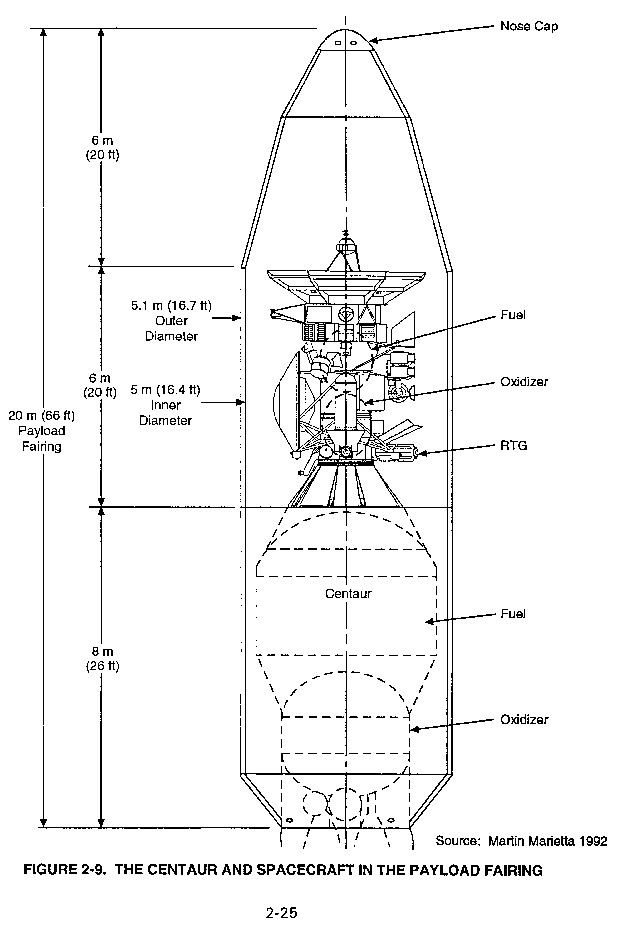 Nose Cap
6 m
(20 ft)
5.1 m (16.7 ft)
Outer
Diameter
Fuel
6 m
(20 ft)
5 m (16.4 ft)
Inner
Diameter
Oxidizer
20 m (66 ft)
Payload
Fairing
RTG
Centaur
Fuel
8 m
(26 ft)
Oxidizer
Source: Martin Marietta 1992
FIGURE 2-9. THE CENTAUR AND SPACECRAFT IN THE PAYLOAD FAIRING
2-25